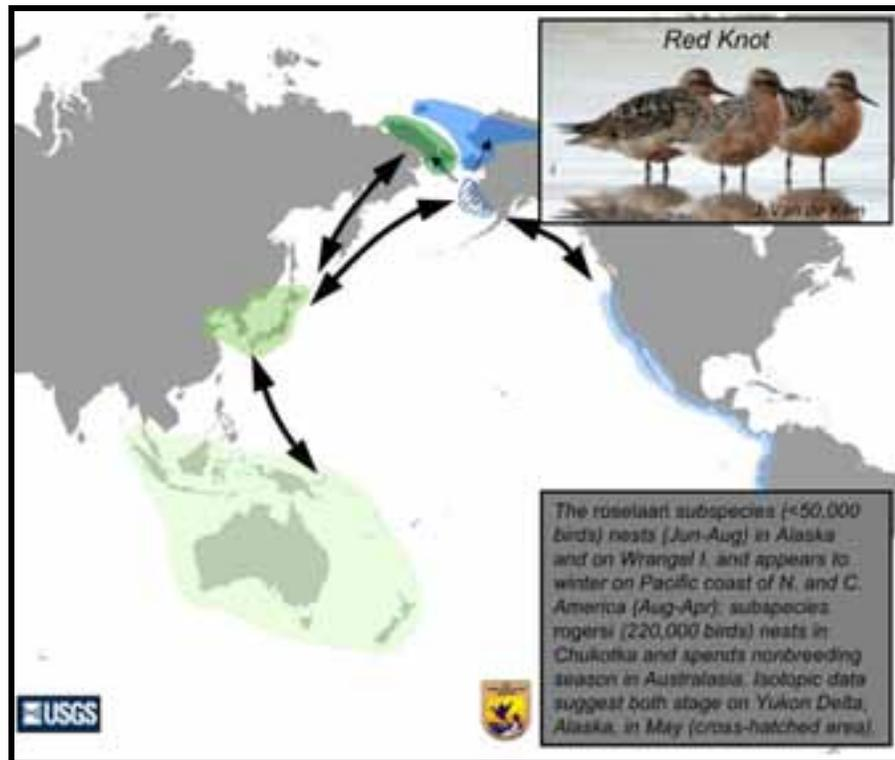 Red Knot
J. Van de Kam
The roselaari subspecies (<50,000
birds) nests (Jun-Aug) in Alaska
and on Wrangel I. and appears to
winter on Pacific coast of N. and C.
America (Aug-Apr); subspecies
rogersi (220,000 birds) nests in
Chukotka and spends nonbreeding
season in Australasia. Isotopic data
suggest both stage on Yukon Delta,
Alaska, in May (cross-hatched area).
USGS